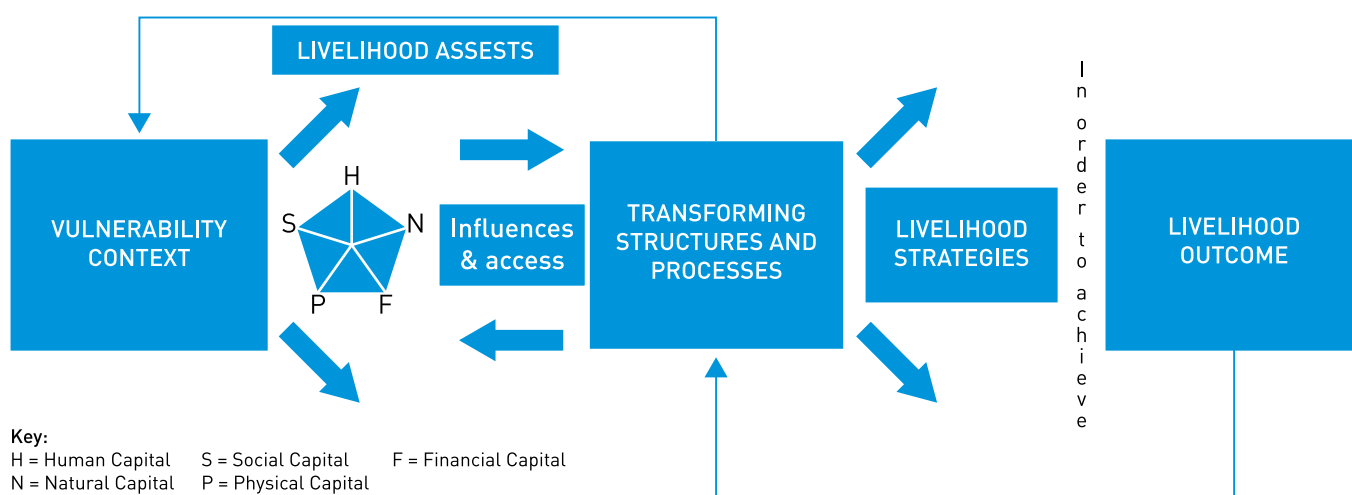 LIVELIHOOD ASSESTS
VULNERABILITY
CONTEXT
H
S
N
P
F
Influences
& access
TRANSFORMING
STRUCTURES AND
PROCESSES
LIVELIHOOD
STRATEGIES
In order to achieve
LIVELIHOOD
OUTCOME
Key:
H = Human Capital S = Social Capital F = Financial Capital
N = Natural Capital P = Physical Capital